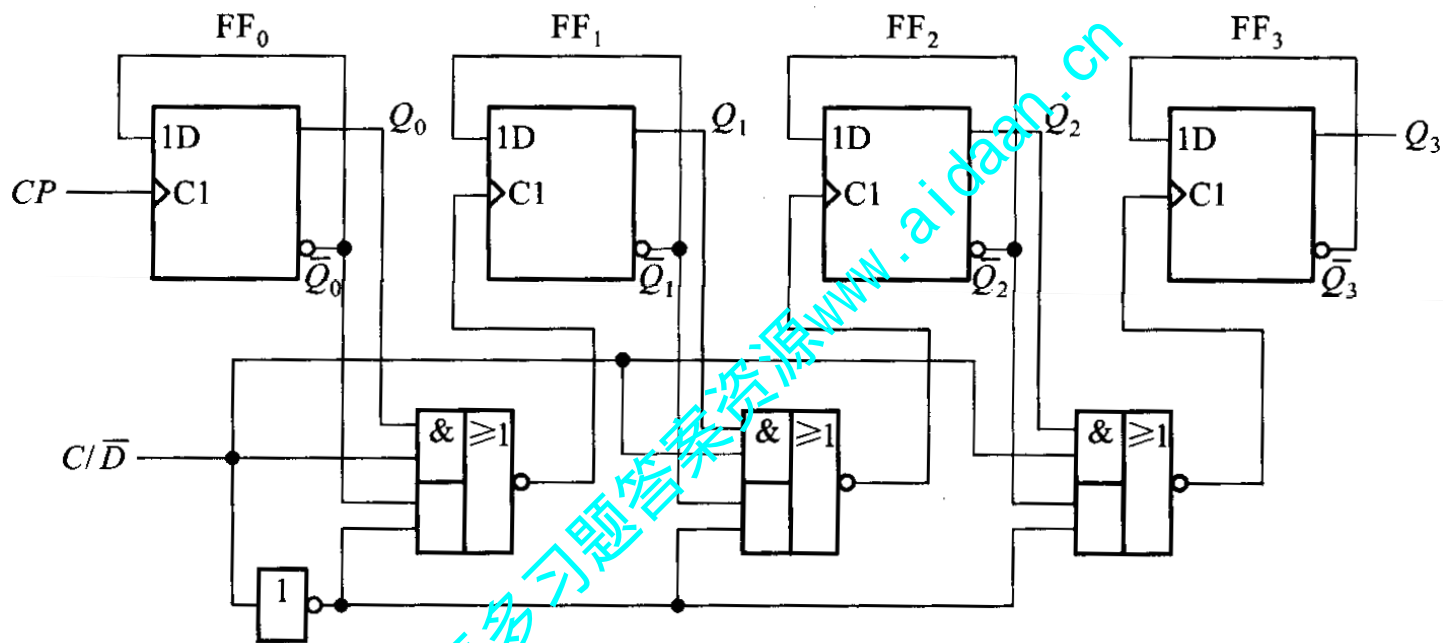 FF₀ FF₁ FF₂ FF₃
1D Q₀ 1D Q₁ 1D Q₂ 1D Q₃
CP C1 C1 C1 C1
Q̅₀ Q̅₁ Q̅₂ Q̅₃
& ≥1 & ≥1 & ≥1
C/D̅
1
多习题答案资源www.aidaan.cn